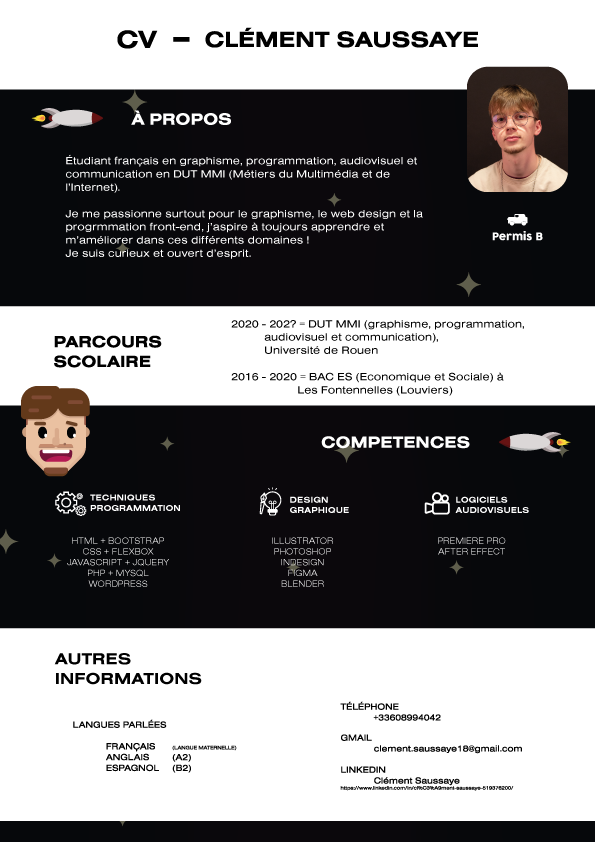 CV - CLÉMENT SAUSSAYE
À PROPOS
Étudiant français en graphisme, programmation, audiovisuel et
communication en DUT MMI (Métiers du Multimédia et de
l'Internet).
Je me passionne surtout pour le graphisme, le web design et la
progrmmation front-end, j'aspire à toujours apprendre et
m'améliorer dans ces différents domaines !
Je suis curieux et ouvert d'esprit.
Permis B
PARCOURS
SCOLAIRE
2020 - 202? = DUT MMI (graphisme, programmation,
audiovisuel et communication),
Université de Rouen
2016 - 2020 = BAC ES (Economique et Sociale) à
Les Fontennelles (Louviers)
COMPETENCES
TECHNIQUES
PROGRAMMATION
HTML + BOOTSTRAP
CSS + FLEXBOX
JAVASCRIPT + JQUERY
PHP + MYSQL
WORDPRESS
DESIGN
GRAPHIQUE
ILLUSTRATOR
PHOTOSHOP
INDESIGN
FIGMA
BLENDER
LOGICIELS
AUDIOVISUELS
PREMIERE PRO
AFTER EFFECT
AUTRES
INFORMATIONS
LANGUES PARLÉES
FRANÇAIS (LANGUE MATERNELLE)
ANGLAIS (A2)
ESPAGNOL (B2)
TÉLÉPHONE
+33608994042
GMAIL
clement.saussaye18@gmail.com
LINKEDIN
Clément Saussaye
https://www.linkedin.com/in/cl%C3%A9ment-saussaye-519376200/